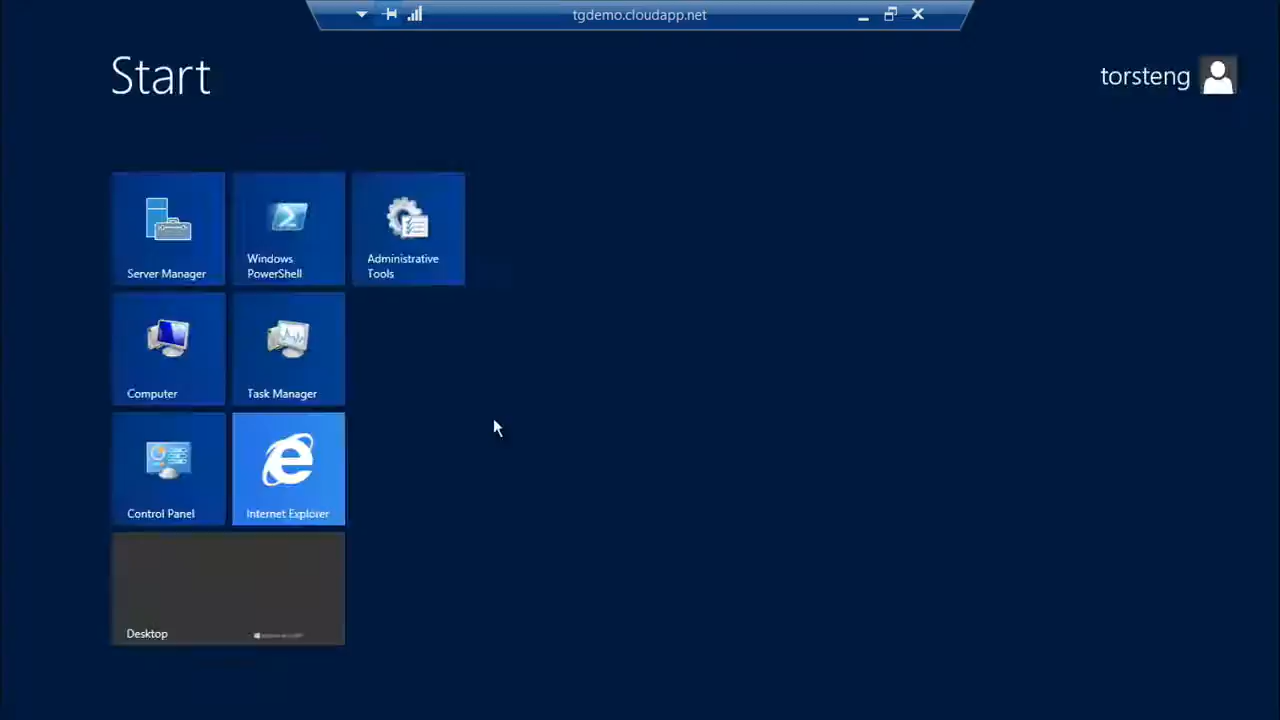 tgdemo.cloudapp.net
Start
torsteng
Server Manager
Windows
PowerShell
Administrative
Tools
Computer
Task Manager
Control Panel
Internet Explorer
Desktop